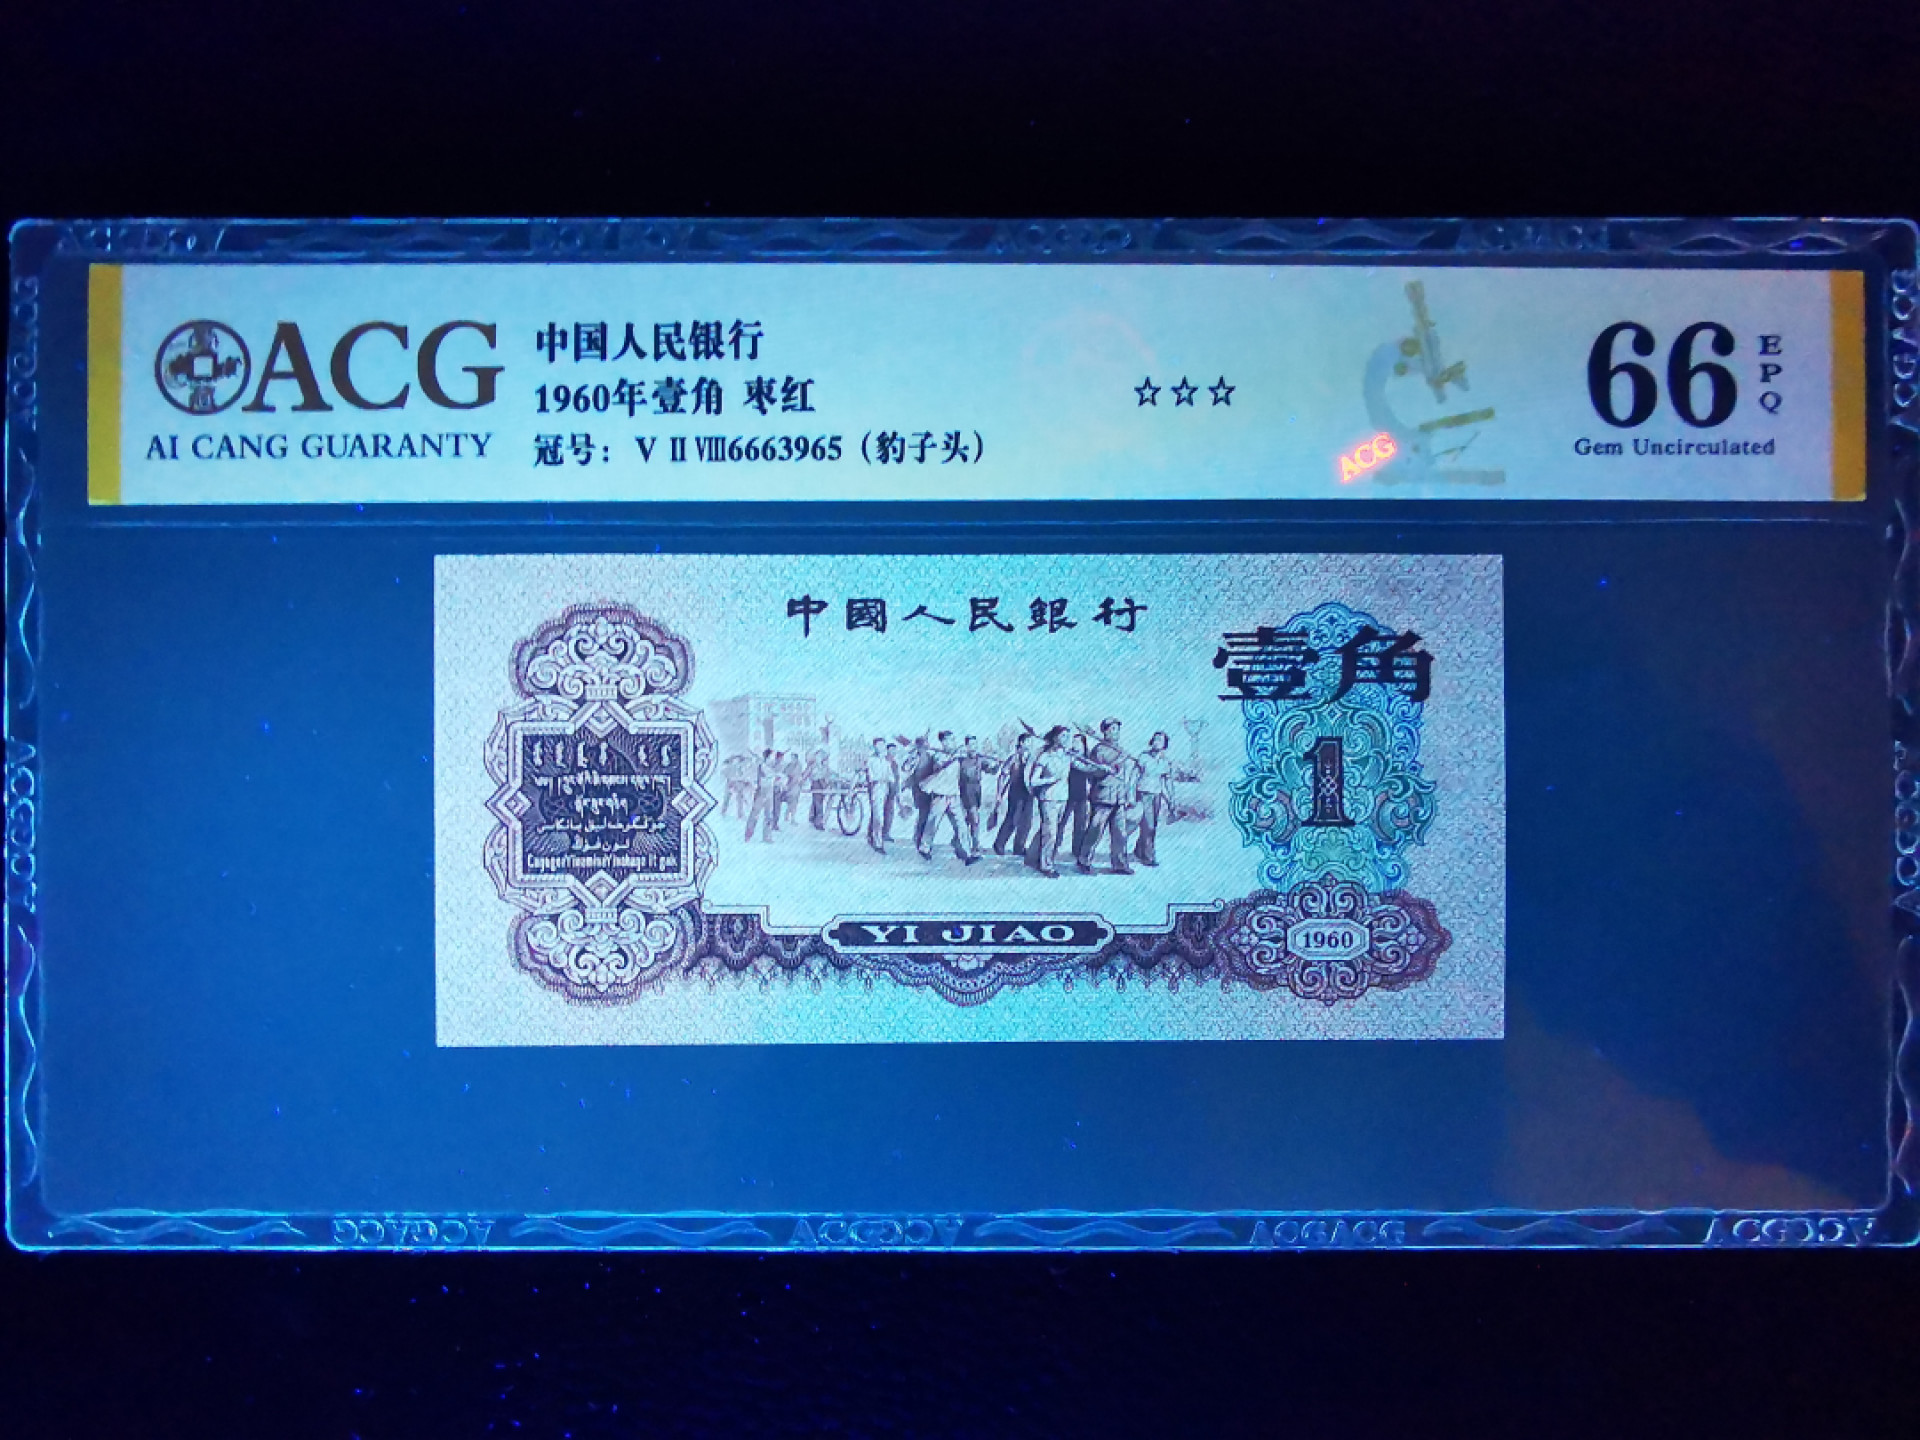 ACG
AI CANG GUARANTY
中国人民银行
1960年壹角 枣红
冠号：V II VIII6663965（豹子头）
☆☆☆
ACG
66
EPQ
Gem Uncirculated
中國人民銀行
壹角
1
YI JIAO
1960